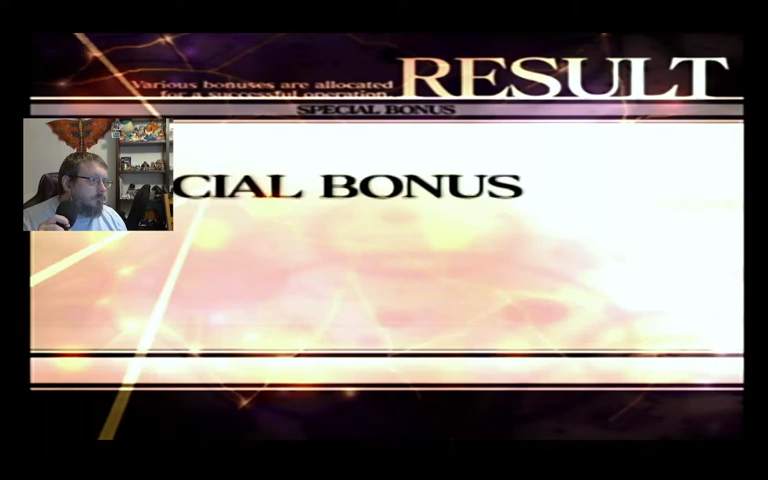 RESULT
Various bonuses are allocated
for a successful operation.
SPECIAL BONUS
CIAL BONUS